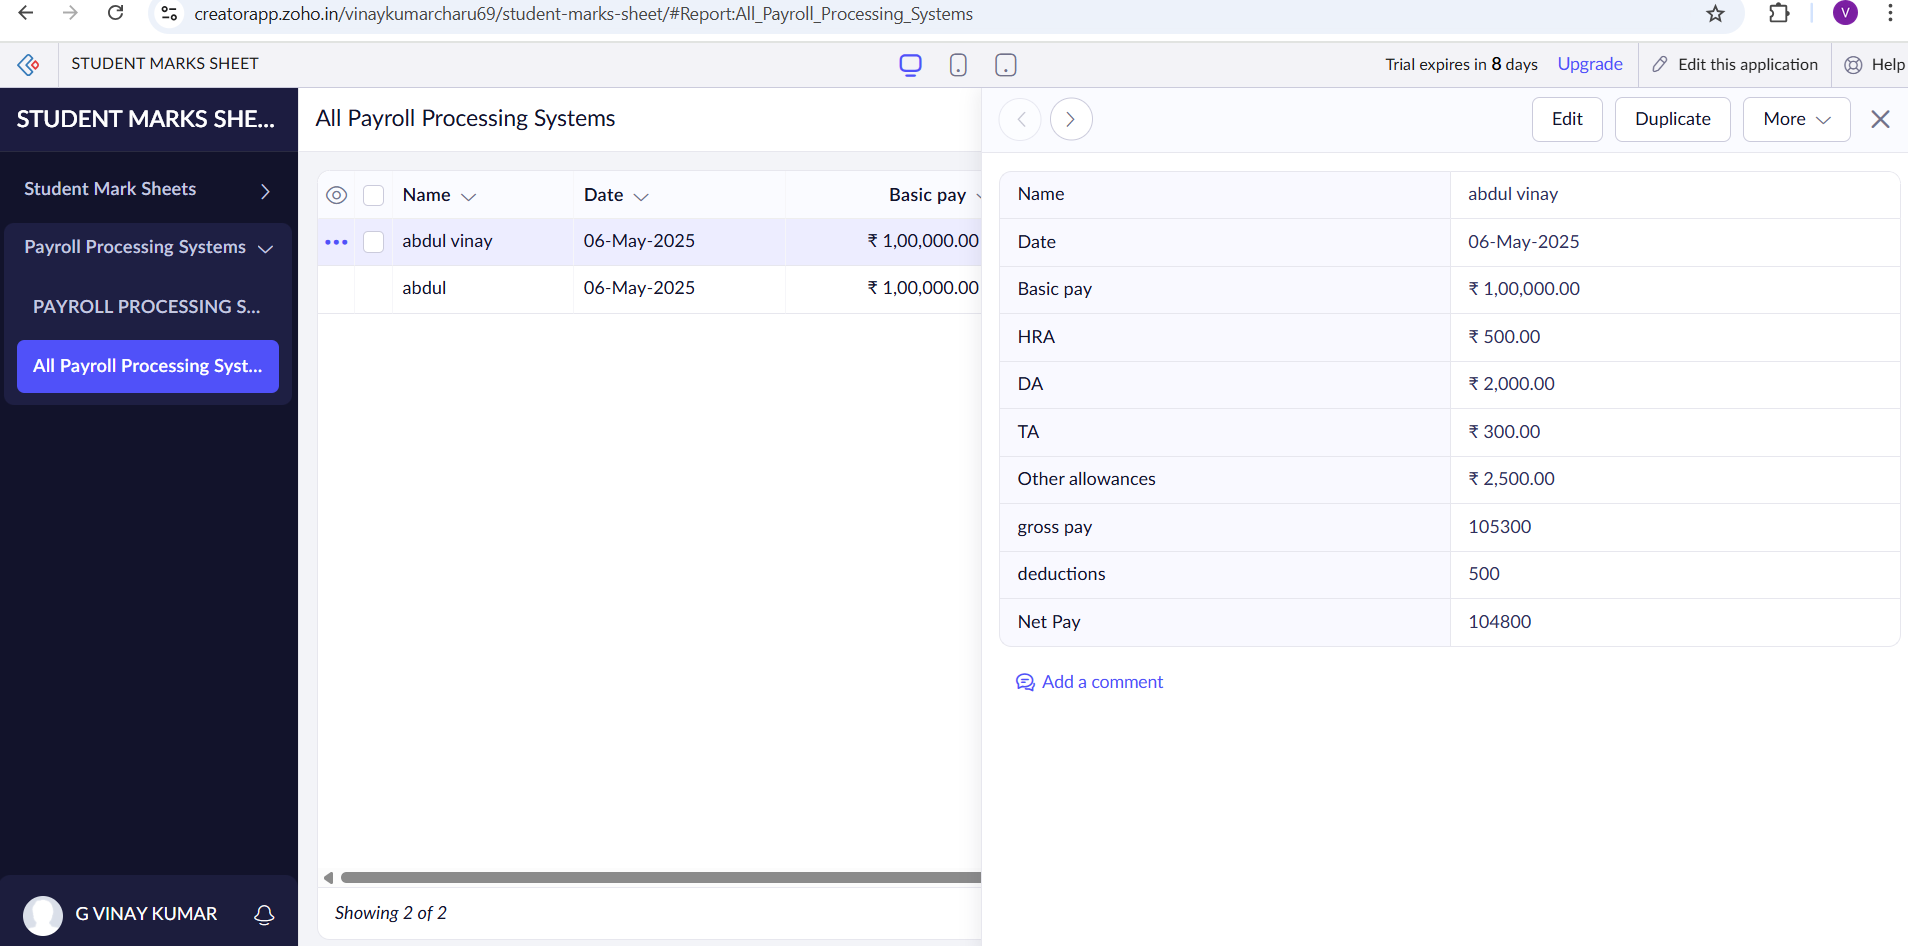 creatorapp.zoho.in/vinaykumarcharu69/student-marks-sheet/#Report:All_Payroll_Processing_Systems
V
STUDENT MARKS SHEET
Trial expires in 8 days Upgrade
Edit this application
Help
STUDENT MARKS SHE...
Student Mark Sheets
Payroll Processing Systems
PAYROLL PROCESSING S...
All Payroll Processing Syst...
G VINAY KUMAR
All Payroll Processing Systems
Name Date Basic pay
abdul vinay 06-May-2025 ₹ 1,00,000.00
abdul 06-May-2025 ₹ 1,00,000.00
Showing 2 of 2
Edit Duplicate More
Name abdul vinay
Date 06-May-2025
Basic pay ₹ 1,00,000.00
HRA ₹ 500.00
DA ₹ 2,000.00
TA ₹ 300.00
Other allowances ₹ 2,500.00
gross pay 105300
deductions 500
Net Pay 104800
Add a comment